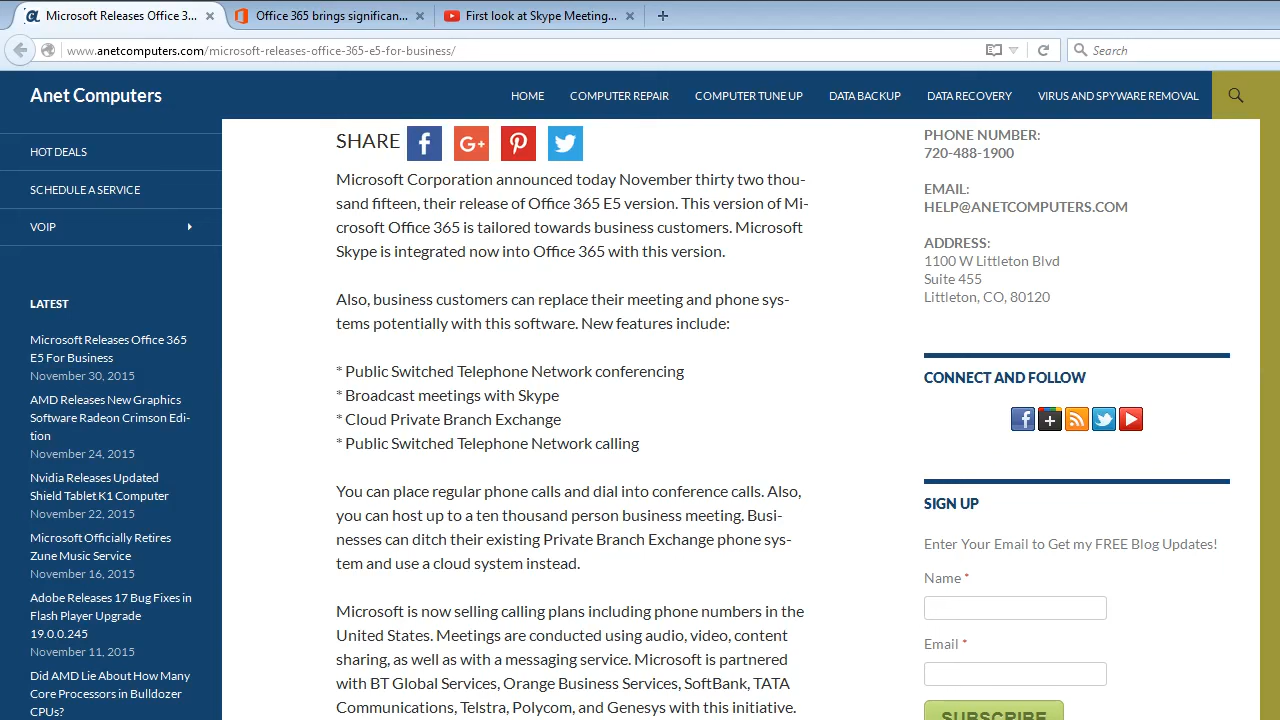 Microsoft Releases Office 3...
Office 365 brings significan...
First look at Skype Meeting...
www.anetcomputers.com/microsoft-releases-office-365-e5-for-business/
Search
Anet Computers
HOME
COMPUTER REPAIR
COMPUTER TUNE UP
DATA BACKUP
DATA RECOVERY
VIRUS AND SPYWARE REMOVAL
HOT DEALS
SCHEDULE A SERVICE
VOIP
LATEST
Microsoft Releases Office 365
E5 For Business
November 30, 2015
AMD Releases New Graphics
Software Radeon Crimson Edi-
tion
November 24, 2015
Nvidia Releases Updated
Shield Tablet K1 Computer
November 22, 2015
Microsoft Officially Retires
Zune Music Service
November 16, 2015
Adobe Releases 17 Bug Fixes in
Flash Player Upgrade
19.0.0.245
November 11, 2015
Did AMD Lie About How Many
Core Processors in Bulldozer
CPUs?
SHARE
Microsoft Corporation announced today November thirty two thou-
sand fifteen, their release of Office 365 E5 version. This version of Mi-
crosoft Office 365 is tailored towards business customers. Microsoft
Skype is integrated now into Office 365 with this version.
Also, business customers can replace their meeting and phone sys-
tems potentially with this software. New features include:
* Public Switched Telephone Network conferencing
* Broadcast meetings with Skype
* Cloud Private Branch Exchange
* Public Switched Telephone Network calling
You can place regular phone calls and dial into conference calls. Also,
you can host up to a ten thousand person business meeting. Busi-
nesses can ditch their existing Private Branch Exchange phone sys-
tem and use a cloud system instead.
Microsoft is now selling calling plans including phone numbers in the
United States. Meetings are conducted using audio, video, content
sharing, as well as with a messaging service. Microsoft is partnered
with BT Global Services, Orange Business Services, SoftBank, TATA
Communications, Telstra, Polycom, and Genesys with this initiative.
PHONE NUMBER:
720-488-1900
EMAIL:
HELP@ANETCOMPUTERS.COM
ADDRESS:
1100 W Littleton Blvd
Suite 455
Littleton, CO, 80120
CONNECT AND FOLLOW
SIGN UP
Enter Your Email to Get my FREE Blog Updates!
Name *
Email *
SUBSCRIBE